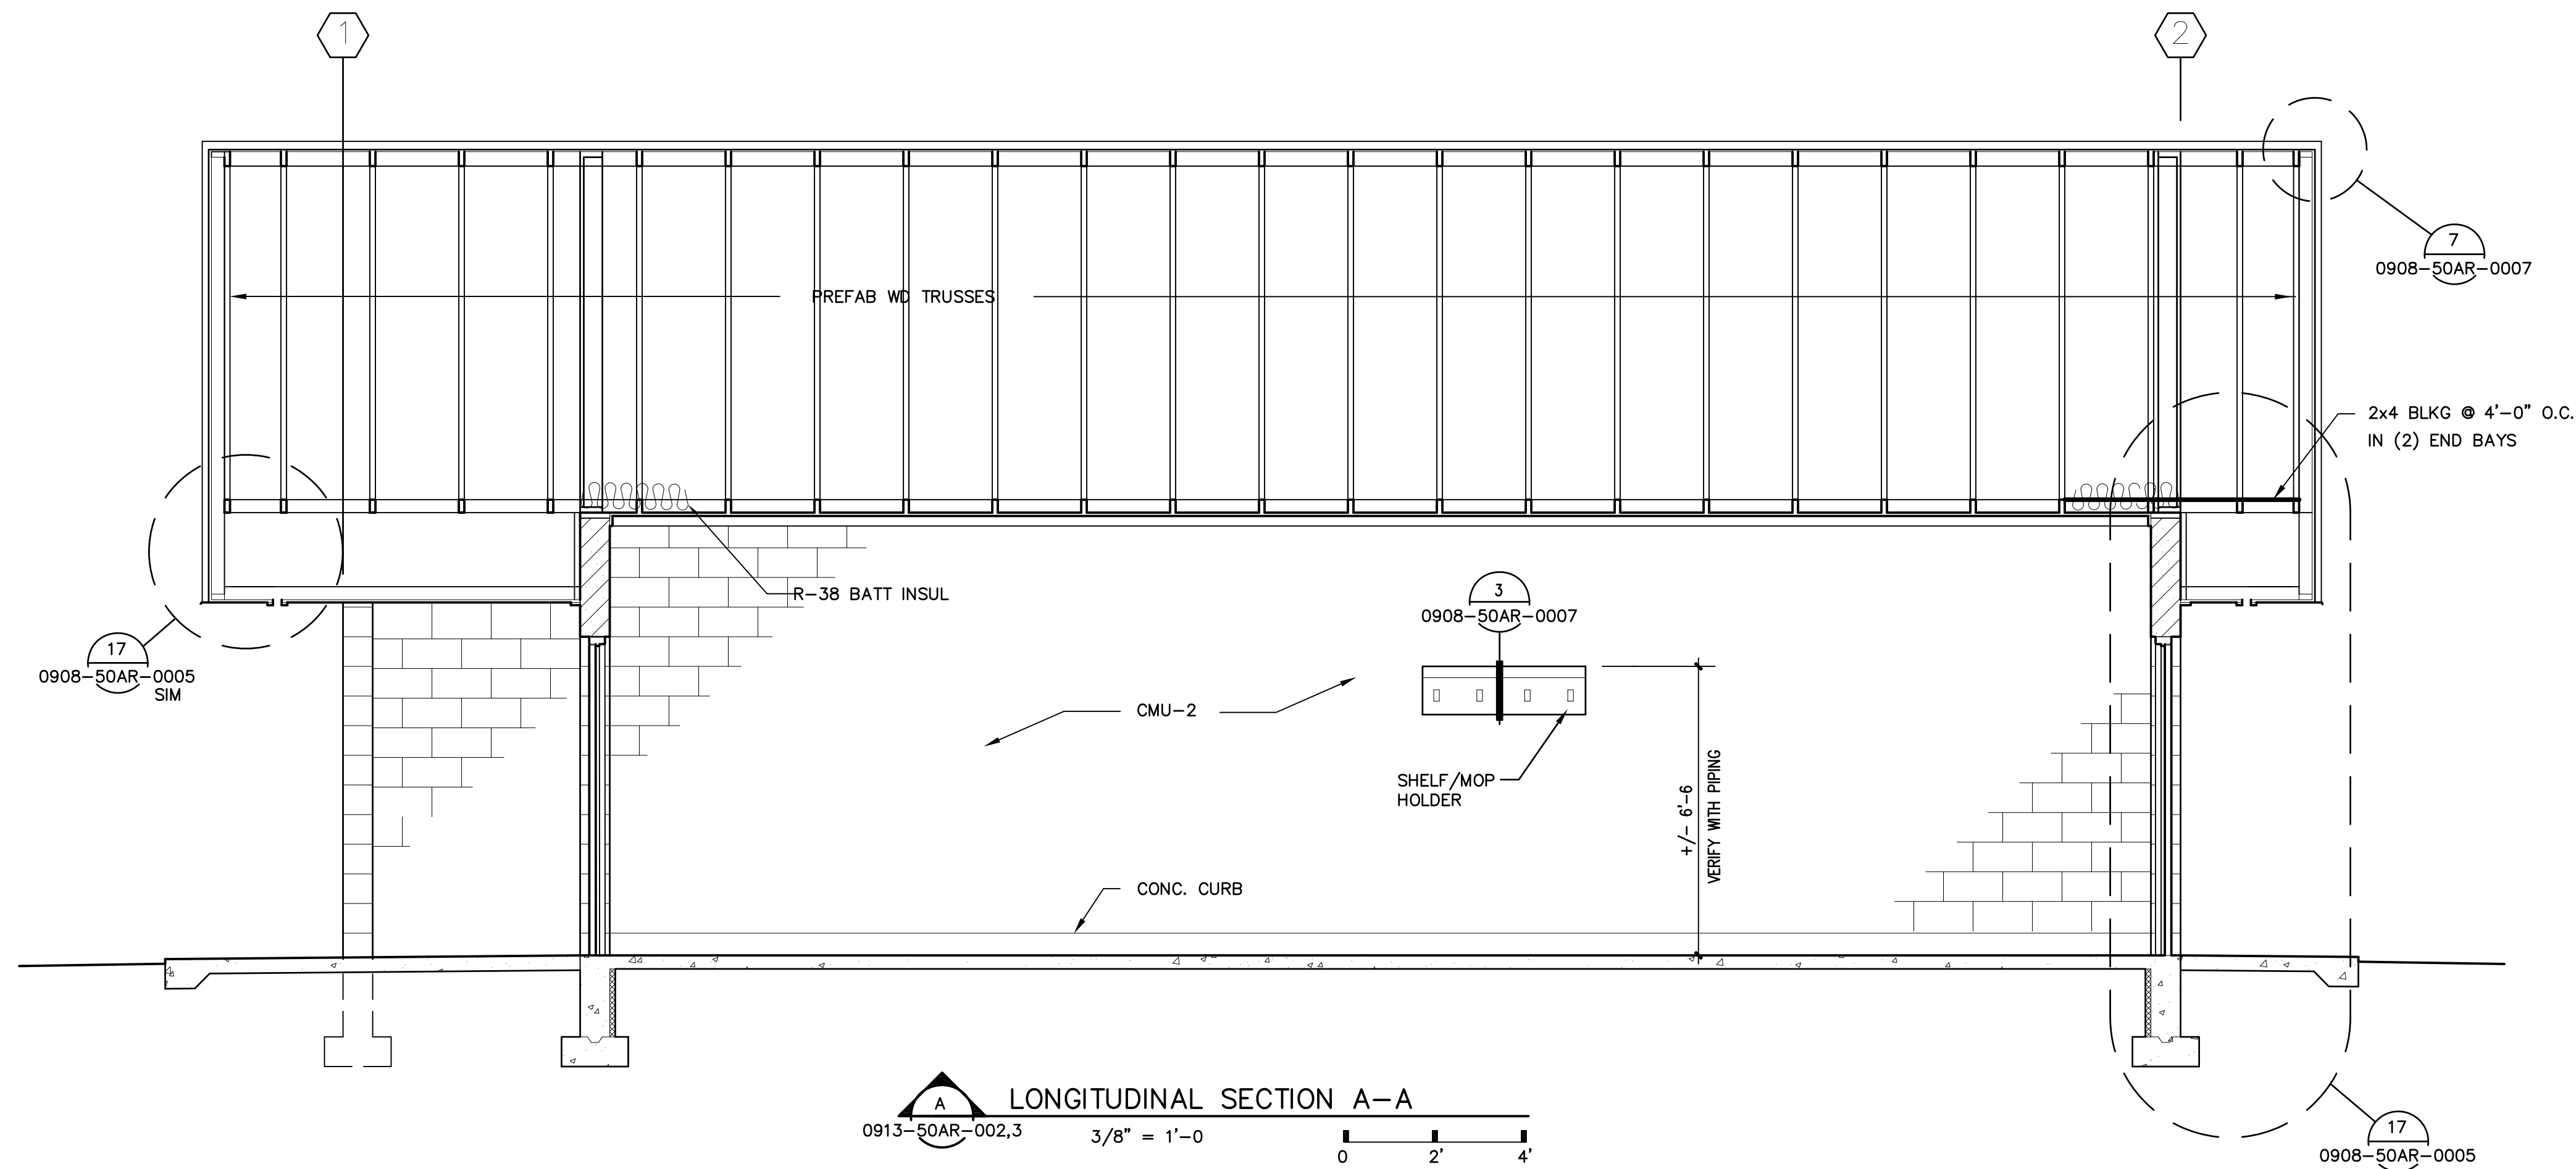 1
2
7
0908-50AR-0007
PREFAB WD TRUSSES
2x4 BLKG @ 4'-0" O.C.
IN (2) END BAYS
R-38 BATT INSUL
3
0908-50AR-0007
17
0908-50AR-0005
SIM
CMU-2
SHELF/MOP
HOLDER
+/- 6'-6
VERIFY WITH PIPING
CONC. CURB
A
0913-50AR-002,3
LONGITUDINAL SECTION A-A
3/8" = 1'-0
0 2' 4'
17
0908-50AR-0005